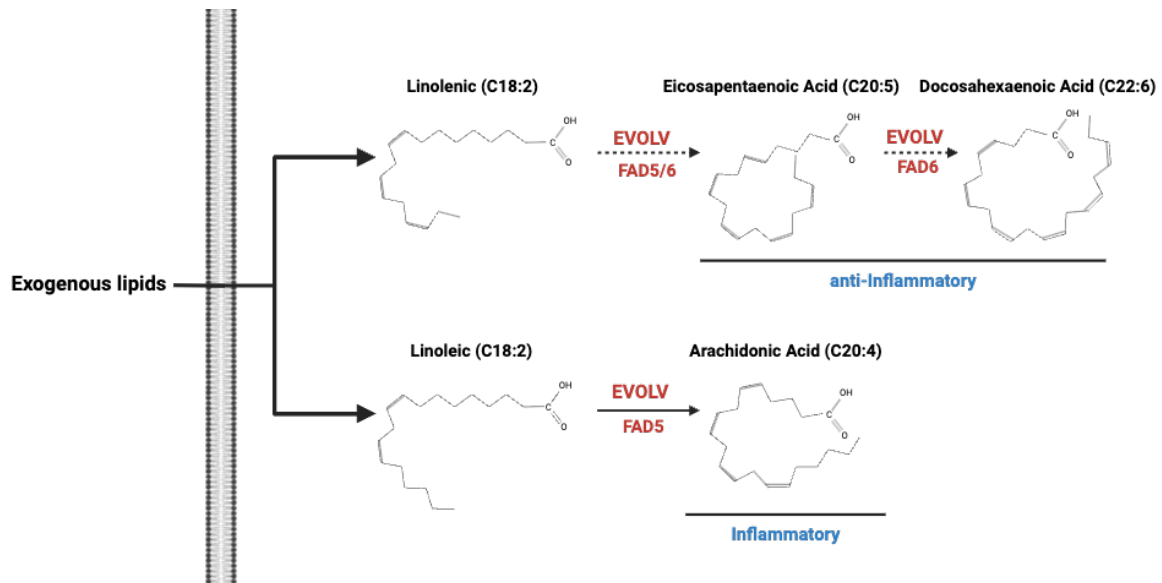 Linolenic (C18:2)
Eicosapentaenoic Acid (C20:5)
Docosahexaenoic Acid (C22:6)
OH
C
O
EVOLV
FAD5/6
OH
C
O
EVOLV
FAD6
OH
C
O
anti-Inflammatory
Exogenous lipids
Linoleic (C18:2)
Arachidonic Acid (C20:4)
OH
C
O
EVOLV
FAD5
OH
C
O
Inflammatory